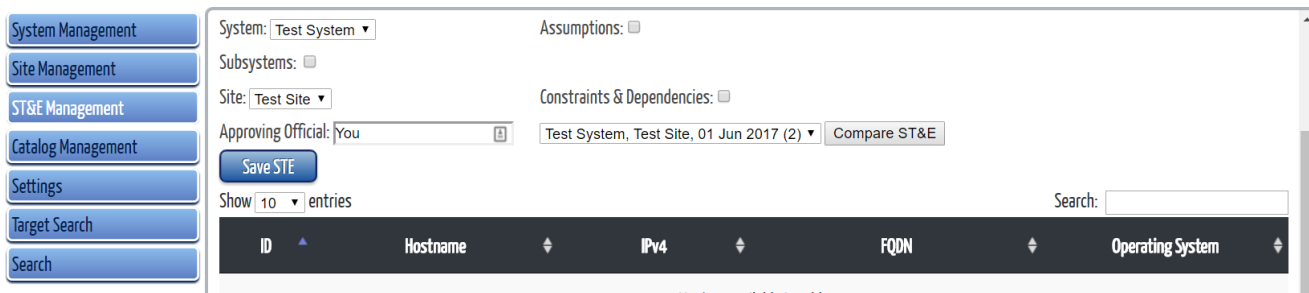 System Management
Site Management
ST&E Management
Catalog Management
Settings
Target Search
Search
System: Test System
Assumptions:
Subsystems:
Site: Test Site
Constraints & Dependencies:
Approving Official: You
Test System, Test Site, 01 Jun 2017 (2)
Compare ST&E
Save STE
Show 10 entries
Search:
ID Hostname IPv4 FQDN Operating System